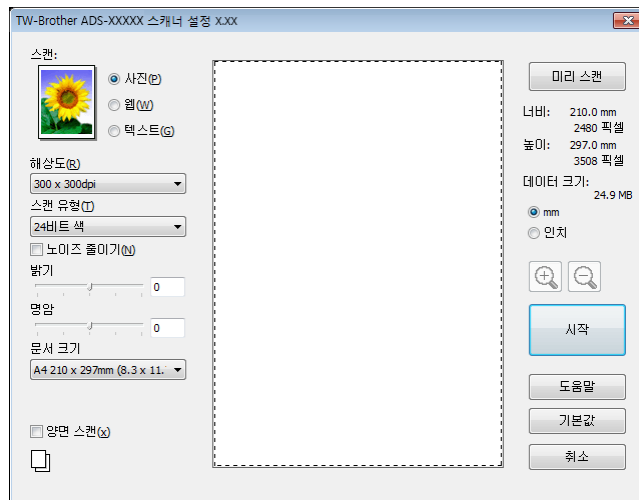 TW-Brother ADS-XXXXX 스캐너 설정 X.XX
스캔:
사진(P)
웹(W)
텍스트(G)
해상도(R)
300 x 300dpi
스캔 유형(T)
24비트 색
노이즈 줄이기(N)
밝기
0
명암
0
문서 크기
A4 210 x 297mm (8.3 x 11.
양면 스캔(x)
미리 스캔
너비: 210.0 mm
2480 픽셀
높이: 297.0 mm
3508 픽셀
데이터 크기:
24.9 MB
mm
인치
시작
도움말
기본값
취소